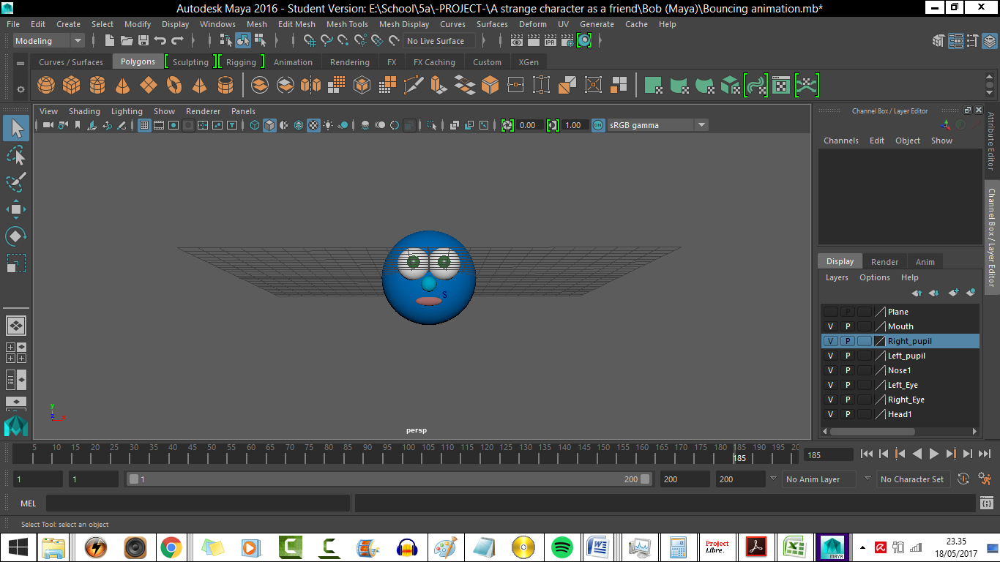 Autodesk Maya 2016 - Student Version: E:\School\5a\-PROJECT-\A strange character as a friend\Bob (Maya)\Bouncing animation.mb*
File Edit Create Select Modify Display Windows Mesh Edit Mesh Mesh Tools Mesh Display Curves Surfaces Deform UV Generate Cache Help
Modeling No Live Surface IPR
Curves / Surfaces Polygons Sculpting Rigging Animation Rendering FX FX Caching Custom XGen
View Shading Lighting Show Renderer Panels
0.00 1.00 ON sRGB gamma
Channel Box / Layer Editor
Channels Edit Object Show
Attribute Editor
Channel Box / Layer Editor
Display Render Anim
Layers Options Help
P Plane
V P Mouth
V P Right_pupil
V P Left_pupil
V P Nose1
V P Left_Eye
V P Right_Eye
V P Head1
S
y
z x
persp
5 10 15 20 25 30 35 40 45 50 55 60 65 70 75 80 85 90 95 100 105 110 115 120 125 130 135 140 145 150 155 160 165 170 175 180 185 190 195 20
185
185
1 1 1 200 200 200 No Anim Layer No Character Set
MEL
Select Tool: select an object
Project Libre
MAYA
23.35
18/05/2017